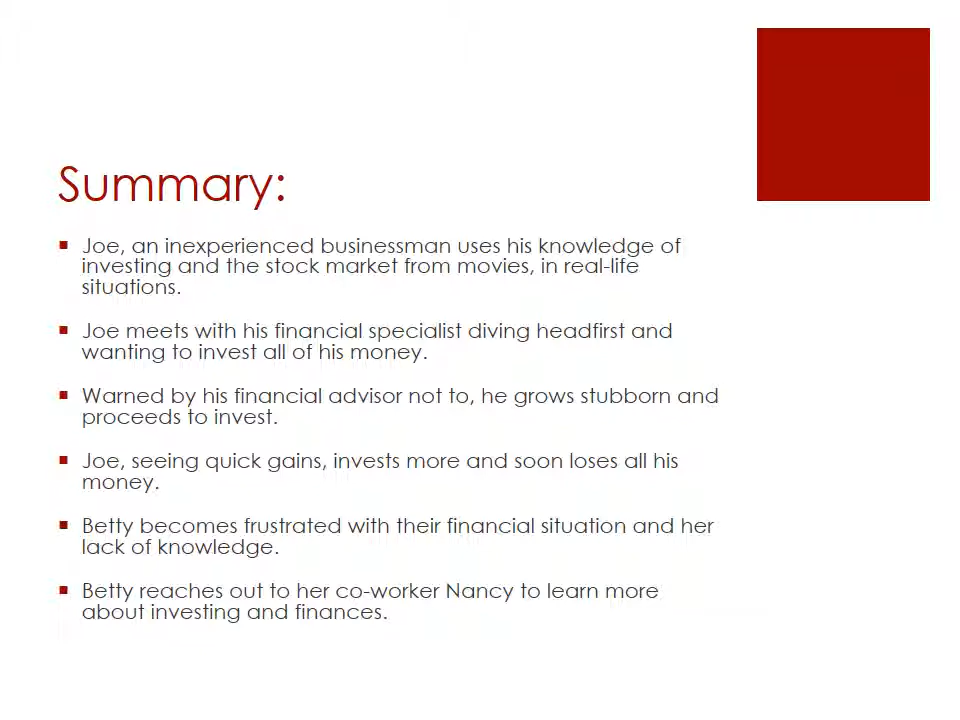 Summary:
Joe, an inexperienced businessman uses his knowledge of
investing and the stock market from movies, in real-life
situations.
Joe meets with his financial specialist diving headfirst and
wanting to invest all of his money.
Warned by his financial advisor not to, he grows stubborn and
proceeds to invest.
Joe, seeing quick gains, invests more and soon loses all his
money.
Betty becomes frustrated with their financial situation and her
lack of knowledge.
Betty reaches out to her co-worker Nancy to learn more
about investing and finances.